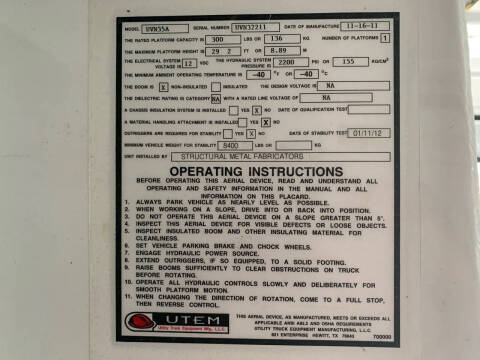 MODEL UVN35A SERIAL NUMBER UVN32211 DATE OF MANUFACTURE 11-16-11
THE RATED PLATFORM CAPACITY IS 300 LBS OR 136 KG NUMBER OF PLATFORMS 1
THE MAXIMUM PLATFORM HEIGHT IS 29 2 FT OR 8.89 M
THE ELECTRICAL SYSTEM VOLTAGE IS 12 VDC THE HYDRAULIC SYSTEM PRESSURE IS 2200 PSI OR 155 KG/CM²
THE MINIMUM AMBIENT OPERATING TEMPERATURE IS -40 °F OR -40 °C
THE BOOM IS X NON-INSULATED INSULATED THE DESIGN VOLTAGE IS NA
THE DIELECTRIC RATING IS CATEGORY NA WITH A RATED LINE VOLTAGE OF NA
A CHASSIS INSULATION SYSTEM IS INSTALLED YES X NO DATE OF QUALIFICATION TEST
A MATERIAL HANDLING ATTACHMENT IS INSTALLED YES X NO
OUTRIGGERS ARE REQUIRED FOR STABILITY YES X NO DATE OF STABILITY TEST 01/11/12
MINIMUM VEHICLE WEIGHT FOR STABILITY 8400 LBS OR KG
UNIT INSTALLED BY STRUCTURAL METAL FABRICATORS
OPERATING INSTRUCTIONS
BEFORE OPERATING THIS AERIAL DEVICE, READ AND UNDERSTAND ALL
OPERATING AND SAFETY INFORMATION IN THE MANUAL AND ALL
INFORMATION ON THIS PLACARD.
1. ALWAYS PARK VEHICLE AS NEARLY LEVEL AS POSSIBLE.
2. WHEN WORKING ON A SLOPE, DRIVE INTO OR BACK INTO POSITION.
3. DO NOT OPERATE THIS AERIAL DEVICE ON A SLOPE GREATER THAN 5°.
4. INSPECT THIS AERIAL DEVICE FOR VISIBLE DEFECTS OR LOOSE OBJECTS.
5. INSPECT INSULATED BOOM AND OTHER INSULATING MATERIAL FOR
CLEANLINESS.
6. SET VEHICLE PARKING BRAKE AND CHOCK WHEELS.
7. ENGAGE HYDRAULIC POWER SOURCE.
8. EXTEND OUTRIGGERS, IF SO EQUIPPED, TO A SOLID FOOTING.
9. RAISE BOOMS SUFFICIENTLY TO CLEAR OBSTRUCTIONS ON TRUCK
BEFORE ROTATING.
10. OPERATE ALL HYDRAULIC CONTROLS SLOWLY AND DELIBERATELY FOR
SMOOTH PLATFORM MOTION.
11. WHEN CHANGING THE DIRECTION OF ROTATION, COME TO A FULL STOP,
THEN REVERSE CONTROL.
UTEM
Utility Truck Equipment Mfg, L.L.C.
THIS AERIAL DEVICE, AS MANUFACTURED, MEETS OR EXCEEDS ALL
APPLICABLE ANSI A92.2 AND OSHA REQUIREMENTS
UTILITY TRUCK EQUIPMENT MANUFACTURING, L.L.C
601 ENTERPRISE HEWITT, TX 76643 700000